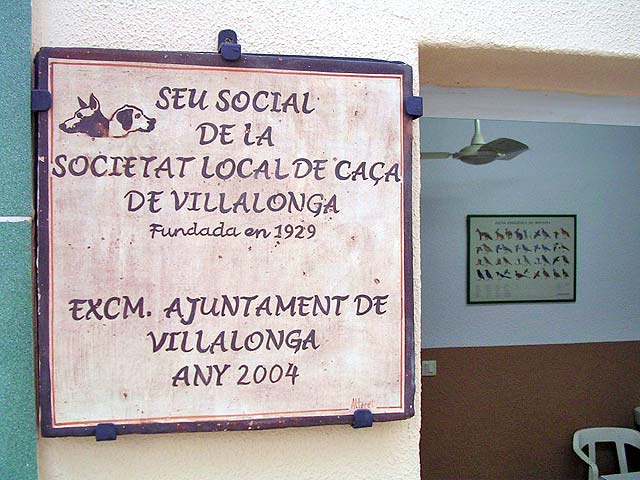 SEU SOCIAL
DE LA
SOCIETAT LOCAL DE CAÇA
DE VILLALONGA
Fundada en 1929
EXCM. AJUNTAMENT DE
VILLALONGA
ANY 2004